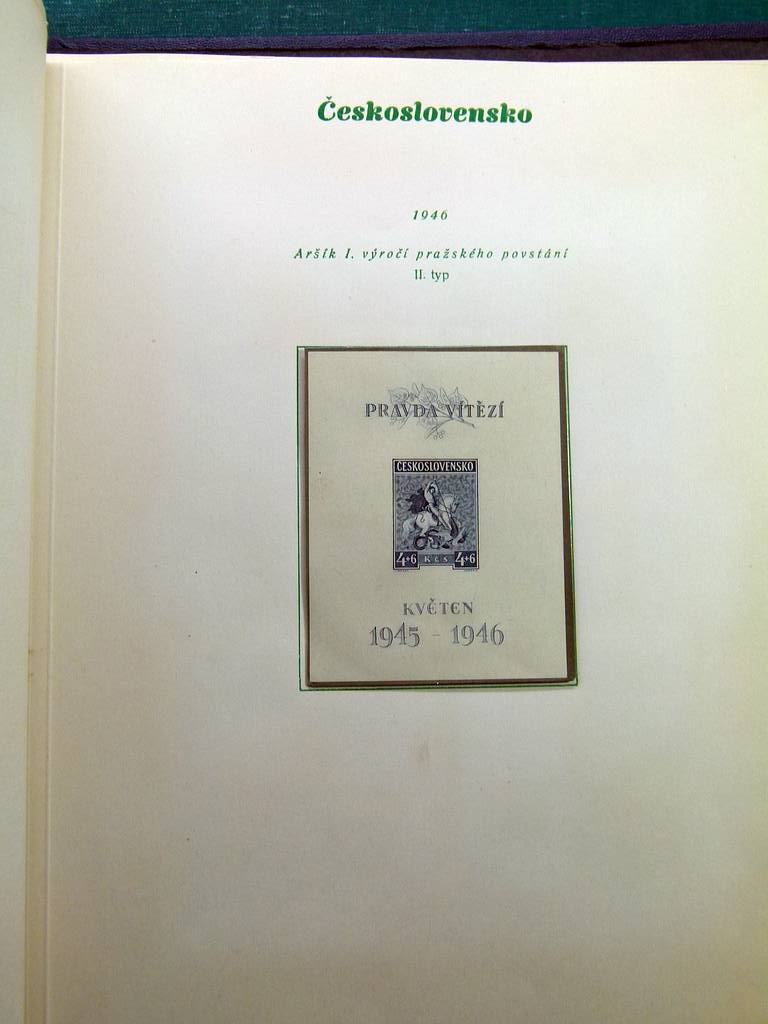 Československo
1946
Aršík I. výročí pražského povstání
II. typ
PRAVDA VÍTĚZÍ
ČESKOSLOVENSKO
4+6 Kčs 4+6
KVĚTEN
1945 - 1946